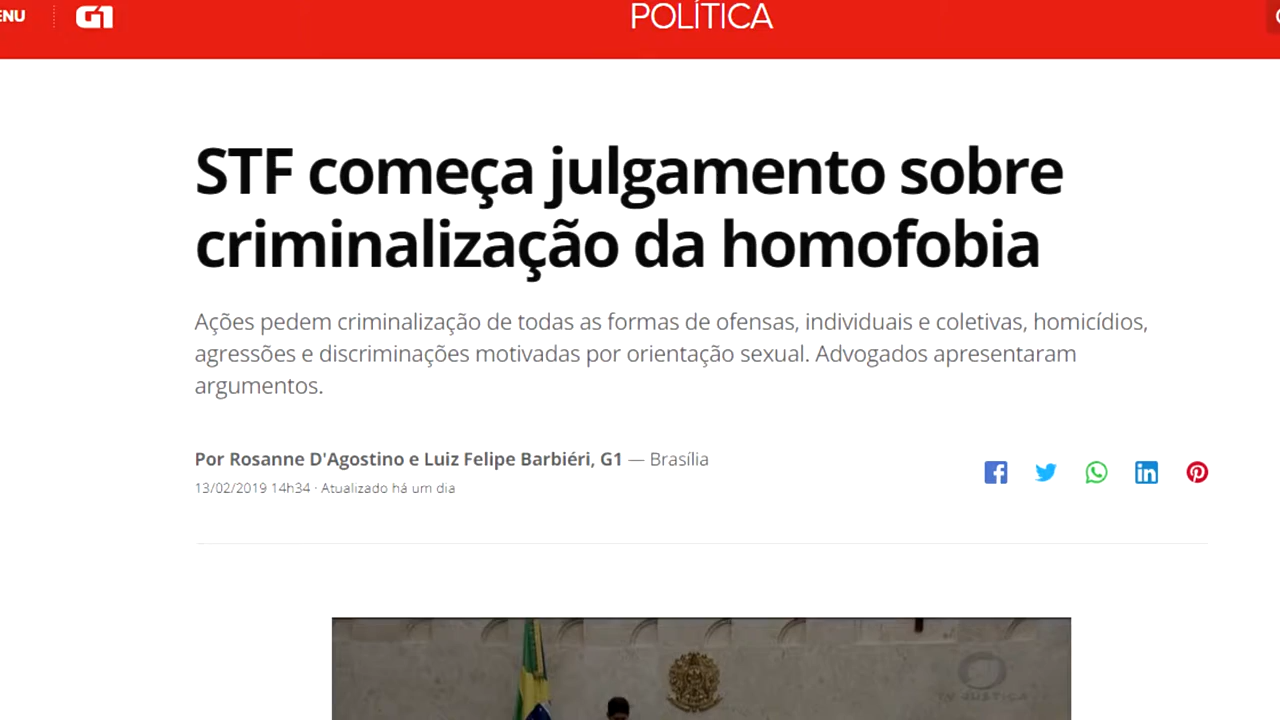 ENU
G1
POLÍTICA
STF começa julgamento sobre
criminalização da homofobia
Ações pedem criminalização de todas as formas de ofensas, individuais e coletivas, homicídios,
agressões e discriminações motivadas por orientação sexual. Advogados apresentaram
argumentos.
Por Rosanne D'Agostino e Luiz Felipe Barbiéri, G1 — Brasília
13/02/2019 14h34 · Atualizado há um dia
TV JUSTIÇA